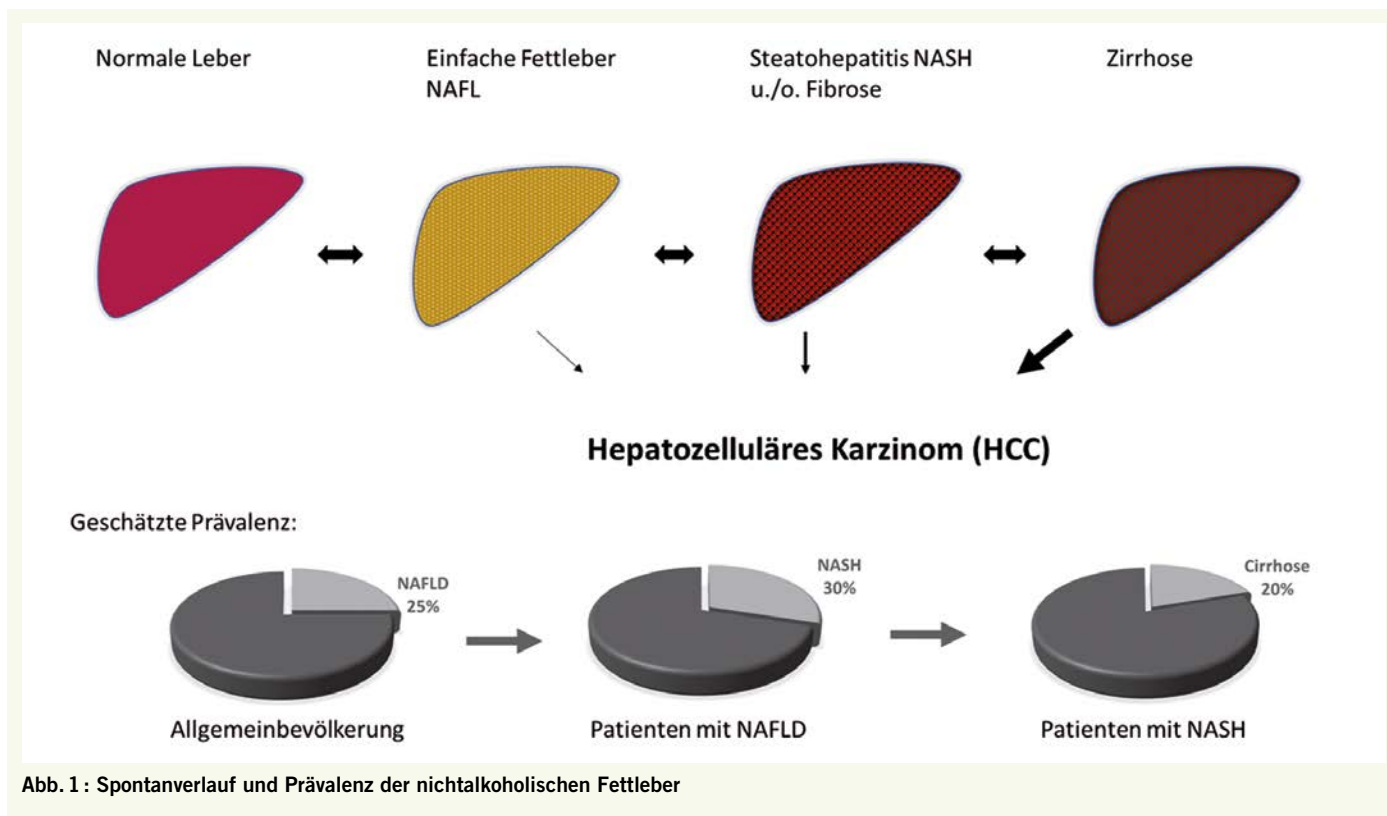 Normale Leber
Einfache Fettleber
NAFL
Steatohepatitis NASH
u./o. Fibrose
Zirrhose
Hepatozelluläres Karzinom (HCC)
Geschätzte Prävalenz:
NAFLD
25%
NASH
30%
Cirrhose
20%
Allgemeinbevölkerung
Patienten mit NAFLD
Patienten mit NASH
Abb. 1 : Spontanverlauf und Prävalenz der nichtalkoholischen Fettleber